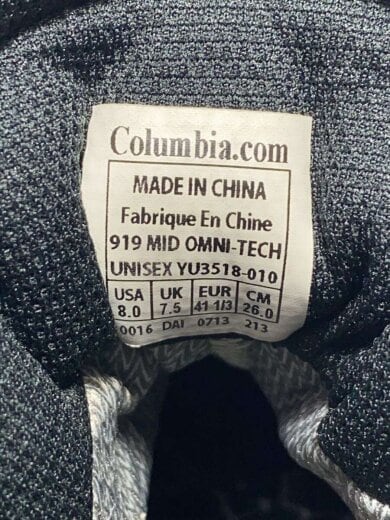 Columbia.com
MADE IN CHINA
Fabrique En Chine
919 MID OMNI-TECH
UNISEX YU3518-010
USA UK EUR CM
8.0 7.5 41 1/3 26.0
0016 DAI 0713 213